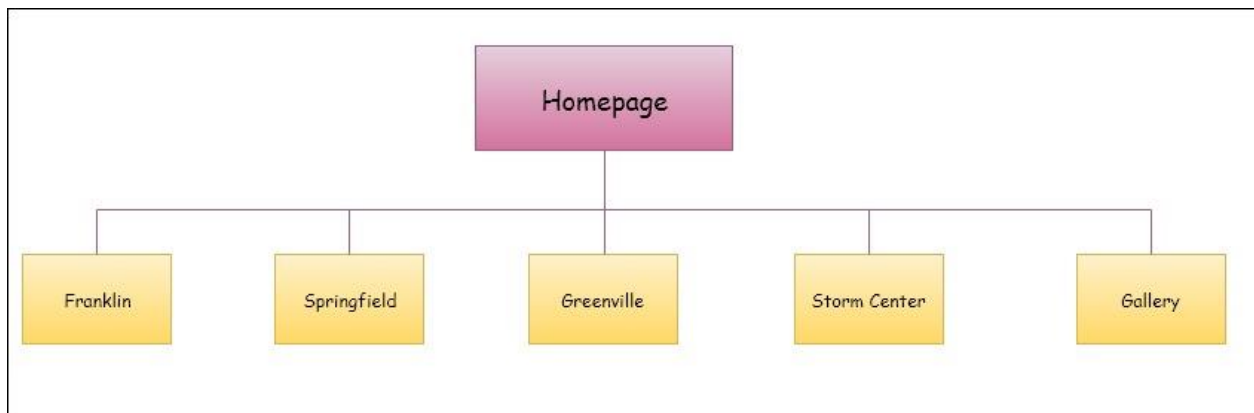 Homepage
Franklin
Springfield
Greenville
Storm Center
Gallery